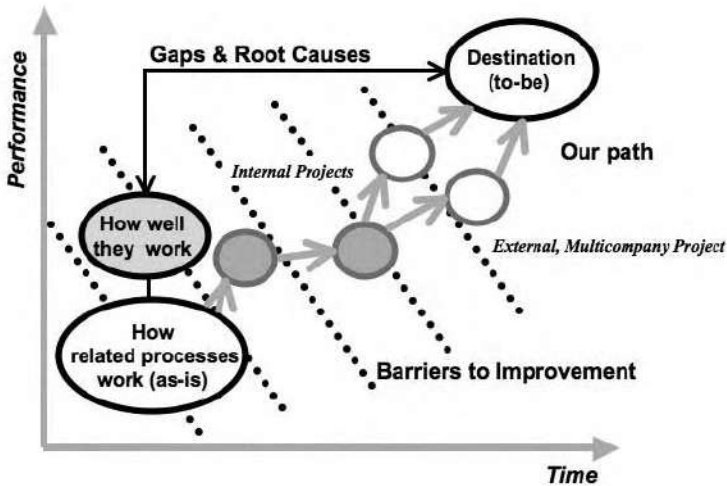 Performance
Gaps & Root Causes
Destination
(to-be)
Internal Projects
Our path
How well
they work
External, Multicompany Project
How
related processes
work (as-is)
Barriers to Improvement
Time